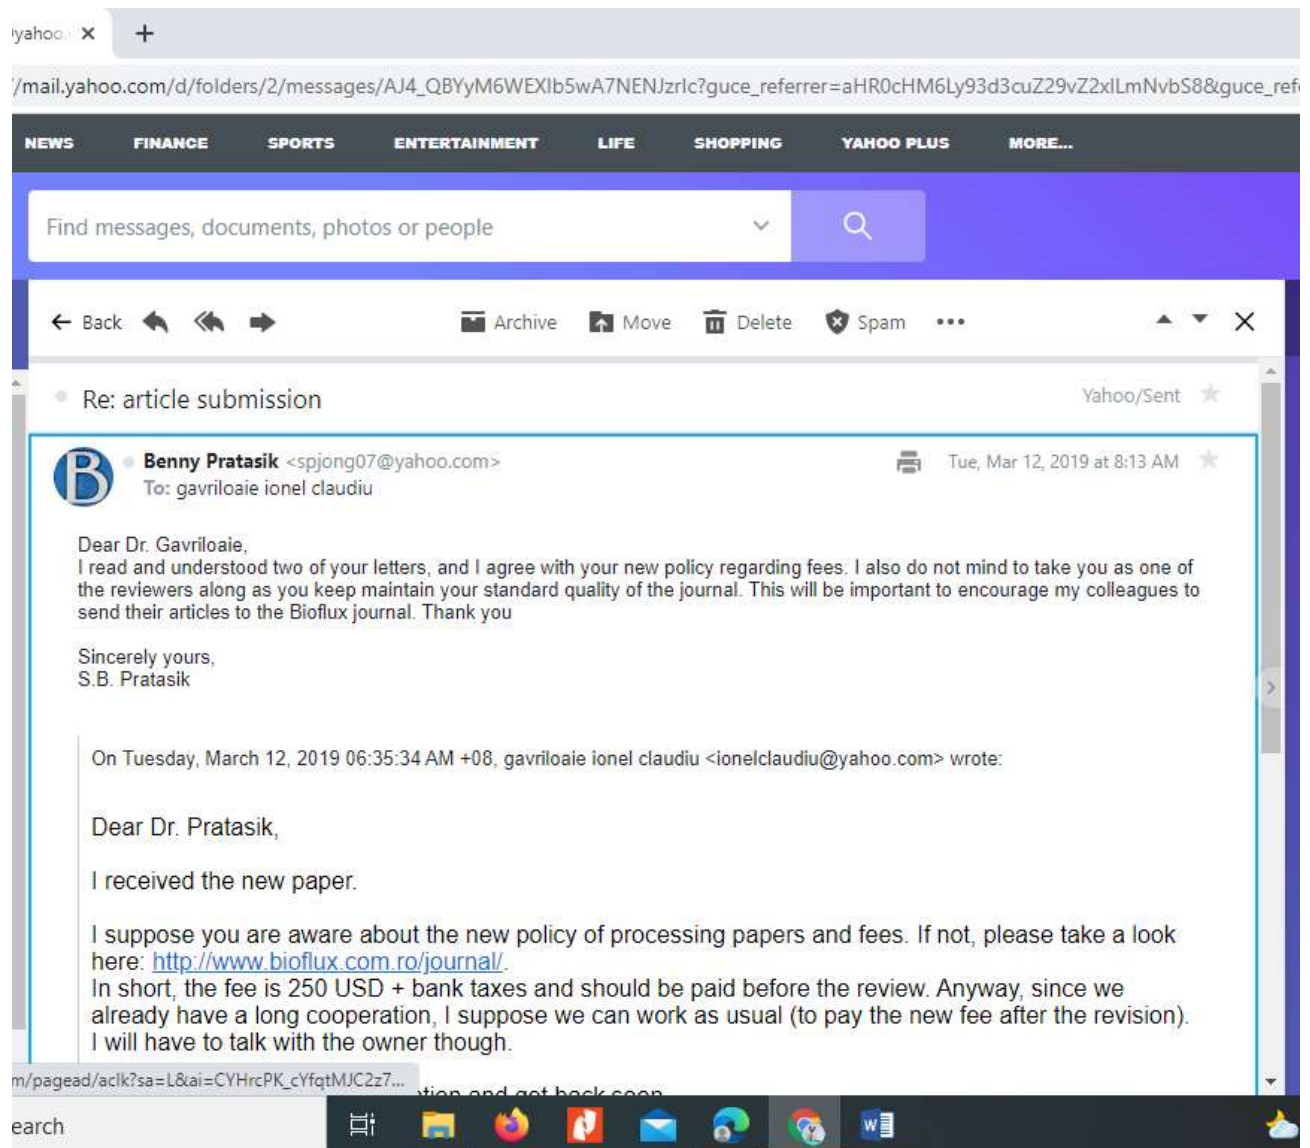 yahoo.
//mail.yahoo.com/d/folders/2/messages/AJ4_QBYyM6WEXIb5wA7NENJzrIc?guce_referrer=aHR0cHM6Ly93d3cuZ29vZ2xlLmNvbS8&guce_ref
NEWS FINANCE SPORTS ENTERTAINMENT LIFE SHOPPING YAHOO PLUS MORE...
Find messages, documents, photos or people
Back Archive Move Delete Spam
Re: article submission Yahoo/Sent
B
Benny Pratasik <spjong07@yahoo.com> Tue, Mar 12, 2019 at 8:13 AM
To: gavriloaie ionel claudiu
Dear Dr. Gavriloaie,
I read and understood two of your letters, and I agree with your new policy regarding fees. I also do not mind to take you as one of
the reviewers along as you keep maintain your standard quality of the journal. This will be important to encourage my colleagues to
send their articles to the Bioflux journal. Thank you
Sincerely yours,
S.B. Pratasik
On Tuesday, March 12, 2019 06:35:34 AM +08, gavriloaie ionel claudiu <ionelclaudiu@yahoo.com> wrote:
Dear Dr. Pratasik,
I received the new paper.
I suppose you are aware about the new policy of processing papers and fees. If not, please take a look
here: http://www.bioflux.com.ro/journal/.
In short, the fee is 250 USD + bank taxes and should be paid before the review. Anyway, since we
already have a long cooperation, I suppose we can work as usual (to pay the new fee after the revision).
I will have to talk with the owner though.
m/pagead/aclk?sa=L&ai=CYHrcPK_cYfqtMJC2z7...
and get back soon
earch